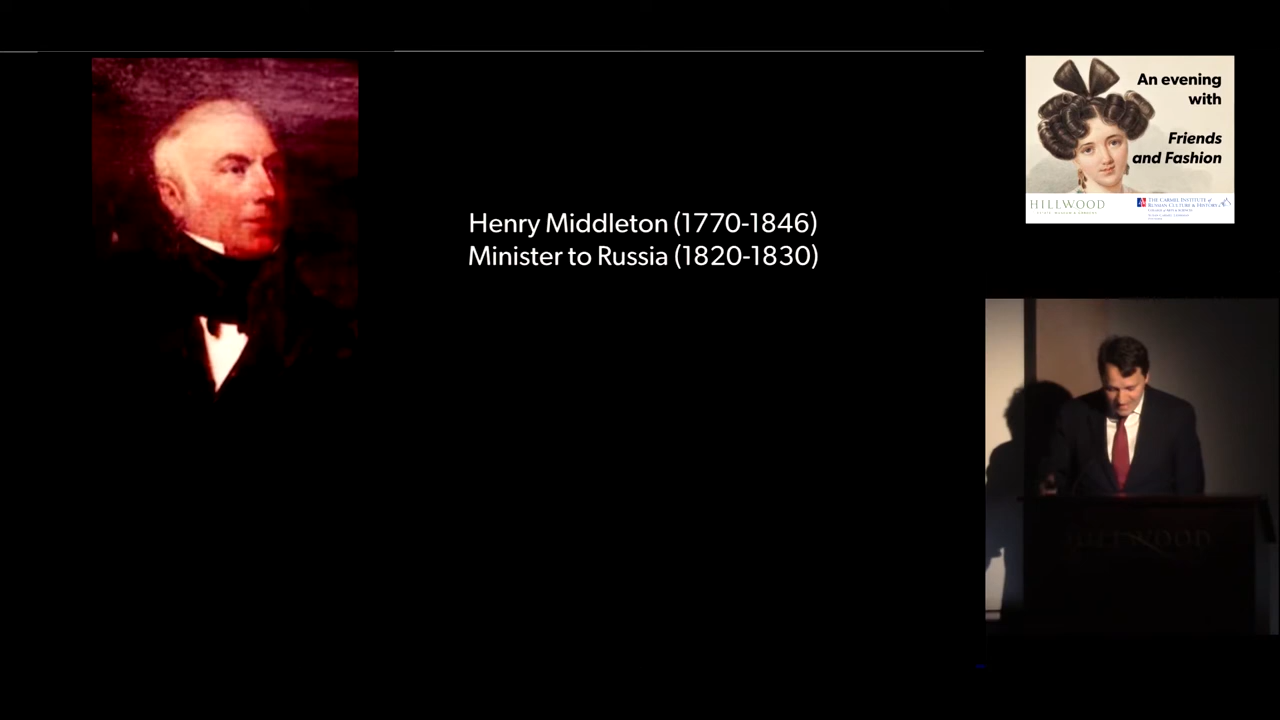 Henry Middleton (1770-1846)
Minister to Russia (1820-1830)
An evening
with
Friends
and Fashion
HILLWOOD
THE CARMEL INSTITUTE of
RUSSIAN CULTURE & HISTORY
HILLWOOD